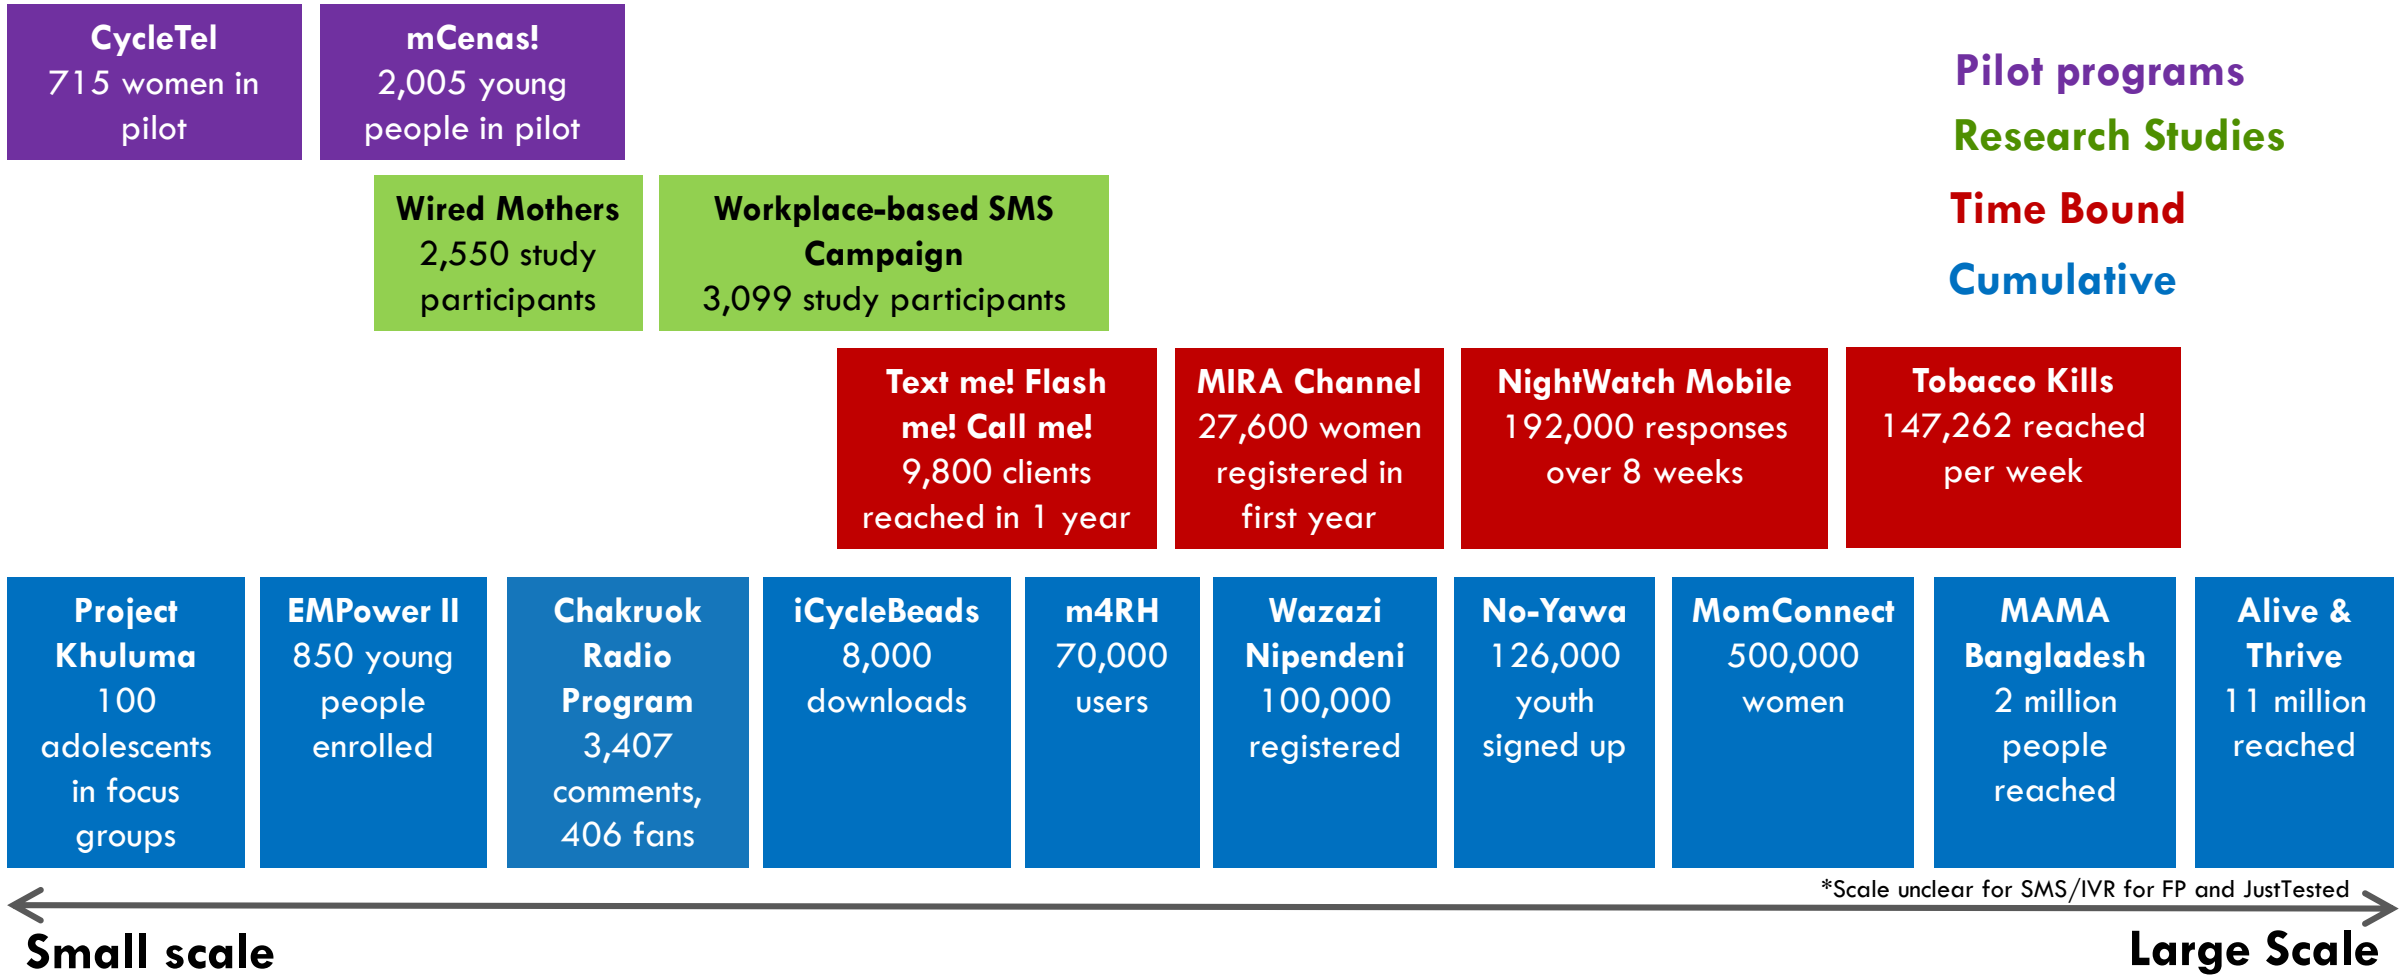 CycleTel
715 women in
pilot
mCenas!
2,005 young
people in pilot
Pilot programs
Research Studies
Time Bound
Cumulative
Wired Mothers
2,550 study
participants
Workplace-based SMS
Campaign
3,099 study participants
Text me! Flash
me! Call me!
9,800 clients
reached in 1 year
MIRA Channel
27,600 women
registered in
first year
NightWatch Mobile
192,000 responses
over 8 weeks
Tobacco Kills
147,262 reached
per week
Project
Khuluma
100
adolescents
in focus
groups
EMPower II
850 young
people
enrolled
Chakruok
Radio
Program
3,407
comments,
406 fans
iCycleBeads
8,000
downloads
m4RH
70,000
users
Wazazi
Nipendeni
100,000
registered
No-Yawa
126,000
youth
signed up
MomConnect
500,000
women
MAMA
Bangladesh
2 million
people
reached
Alive &
Thrive
11 million
reached
*Scale unclear for SMS/IVR for FP and JustTested
Small scale
Large Scale